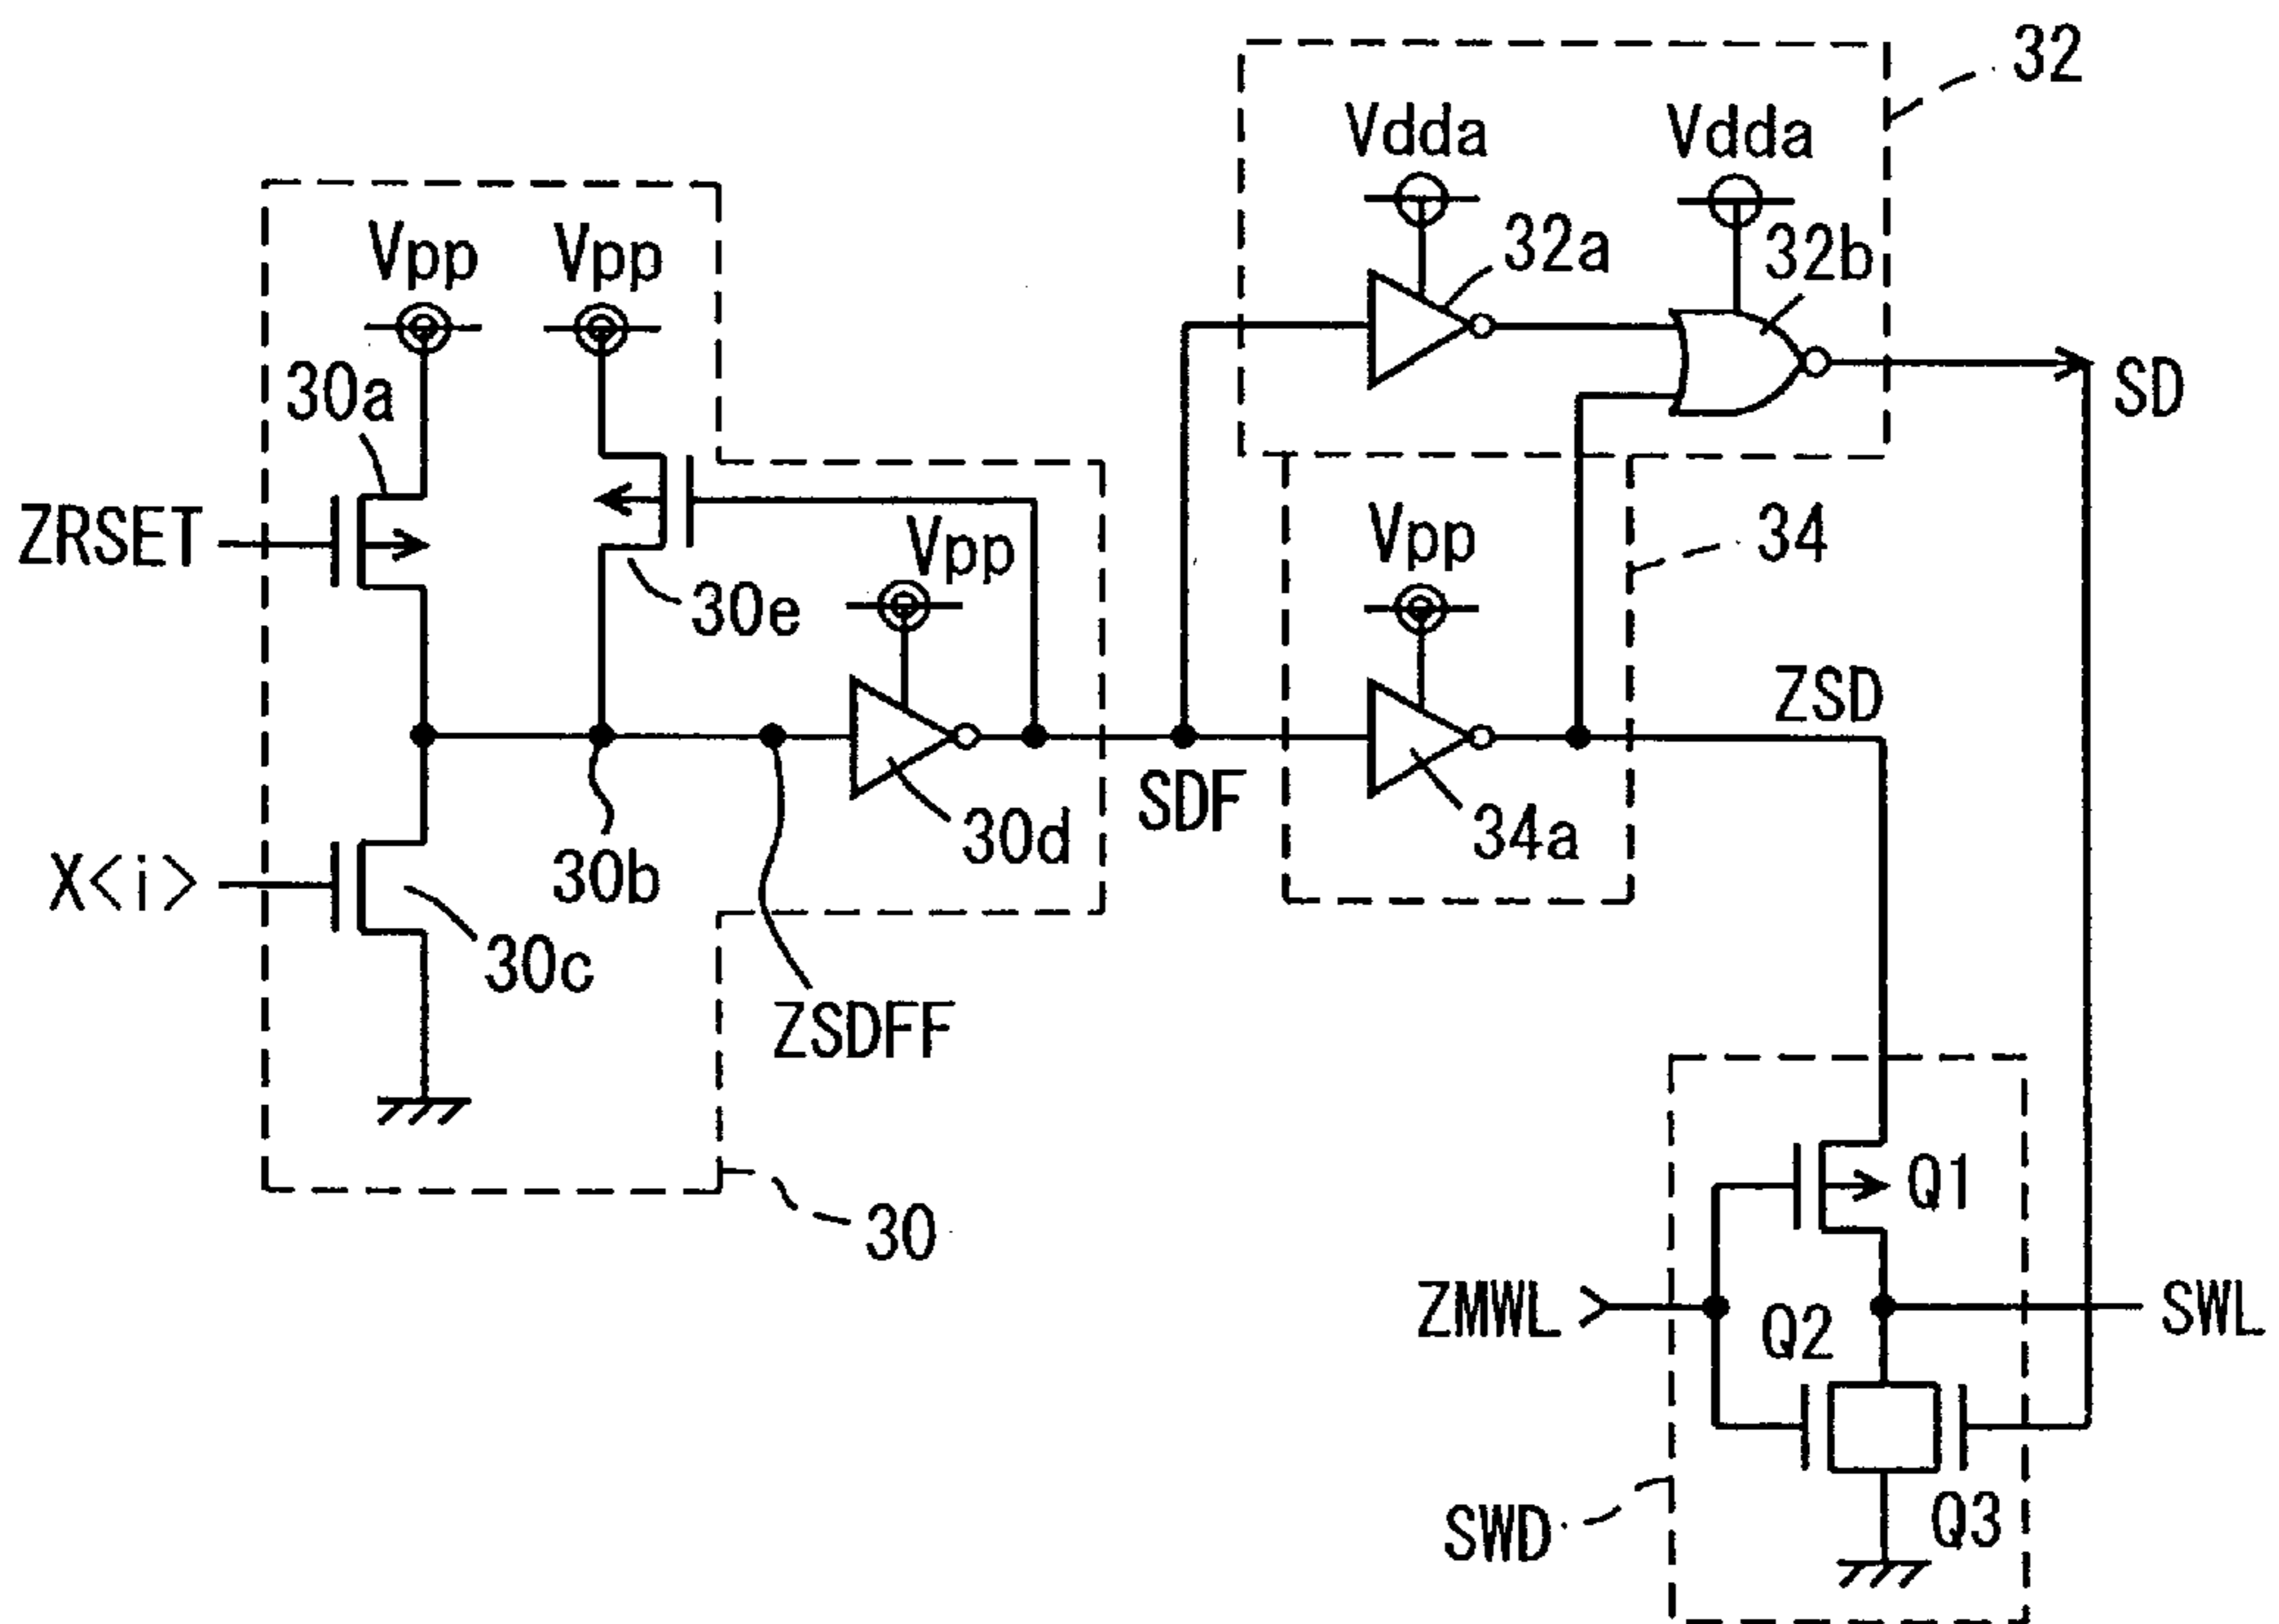 32
Vdda
Vdda
32a
32b
Vpp
Vpp
30a
SD
ZRSET
Vpp
Vpp
34
30e
ZSD
SDF
34a
30d
X<i>
30b
30c
ZSDFF
Q1
30
ZMWL
Q2
SWL
SWD
Q3